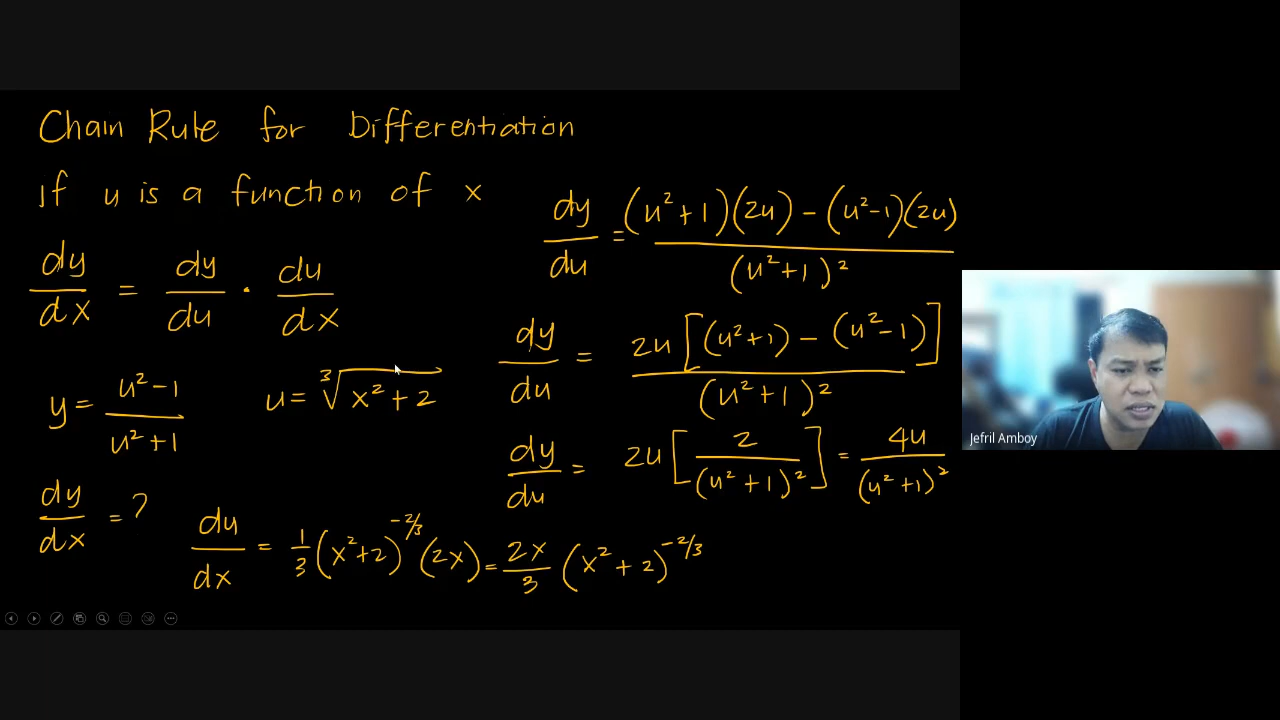 Chain Rule for Differentiation
If u is a function of x
dy/dx = dy/du · du/dx
y = (u²-1)/(u²+1)
u = ∛(x²+2)
dy/dx = ?
du/dx = 1/3 (x²+2)^(-2/3) (2x) = 2x/3 (x²+2)^(-2/3)
dy/du = ((u²+1)(2u) - (u²-1)(2u))/(u²+1)²
dy/du = 2u[(u²+1) - (u²-1)]/(u²+1)²
dy/du = 2u[2/(u²+1)²] = 4u/(u²+1)²
Jefril Amboy